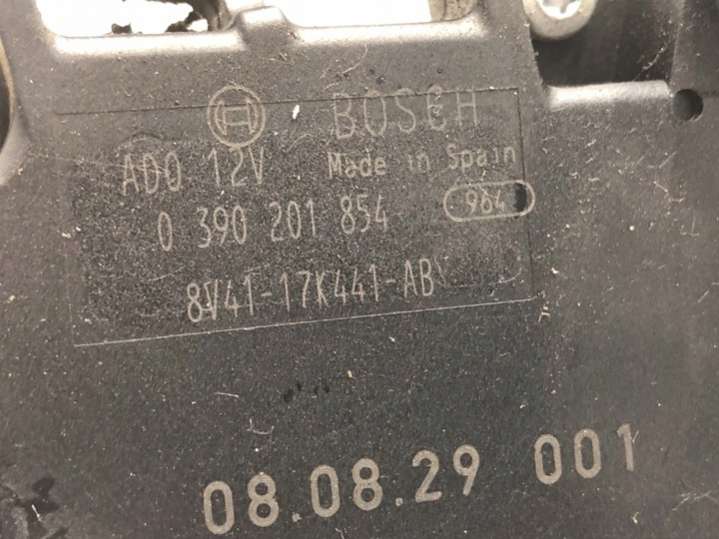 BOSCH
ADO 12V Made in Spain
0 390 201 854 964
8V41-17K441-AB
08.08.29 001